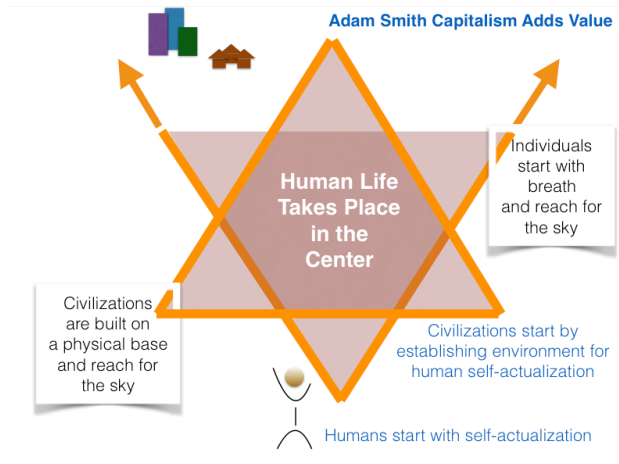 Adam Smith Capitalism Adds Value
Individuals
start with
breath
and reach for
the sky
Human Life
Takes Place
in the
Center
Civilizations
are built on
a physical base
and reach for
the sky
Civilizations start by
establishing environment for
human self-actualization
Humans start with self-actualization